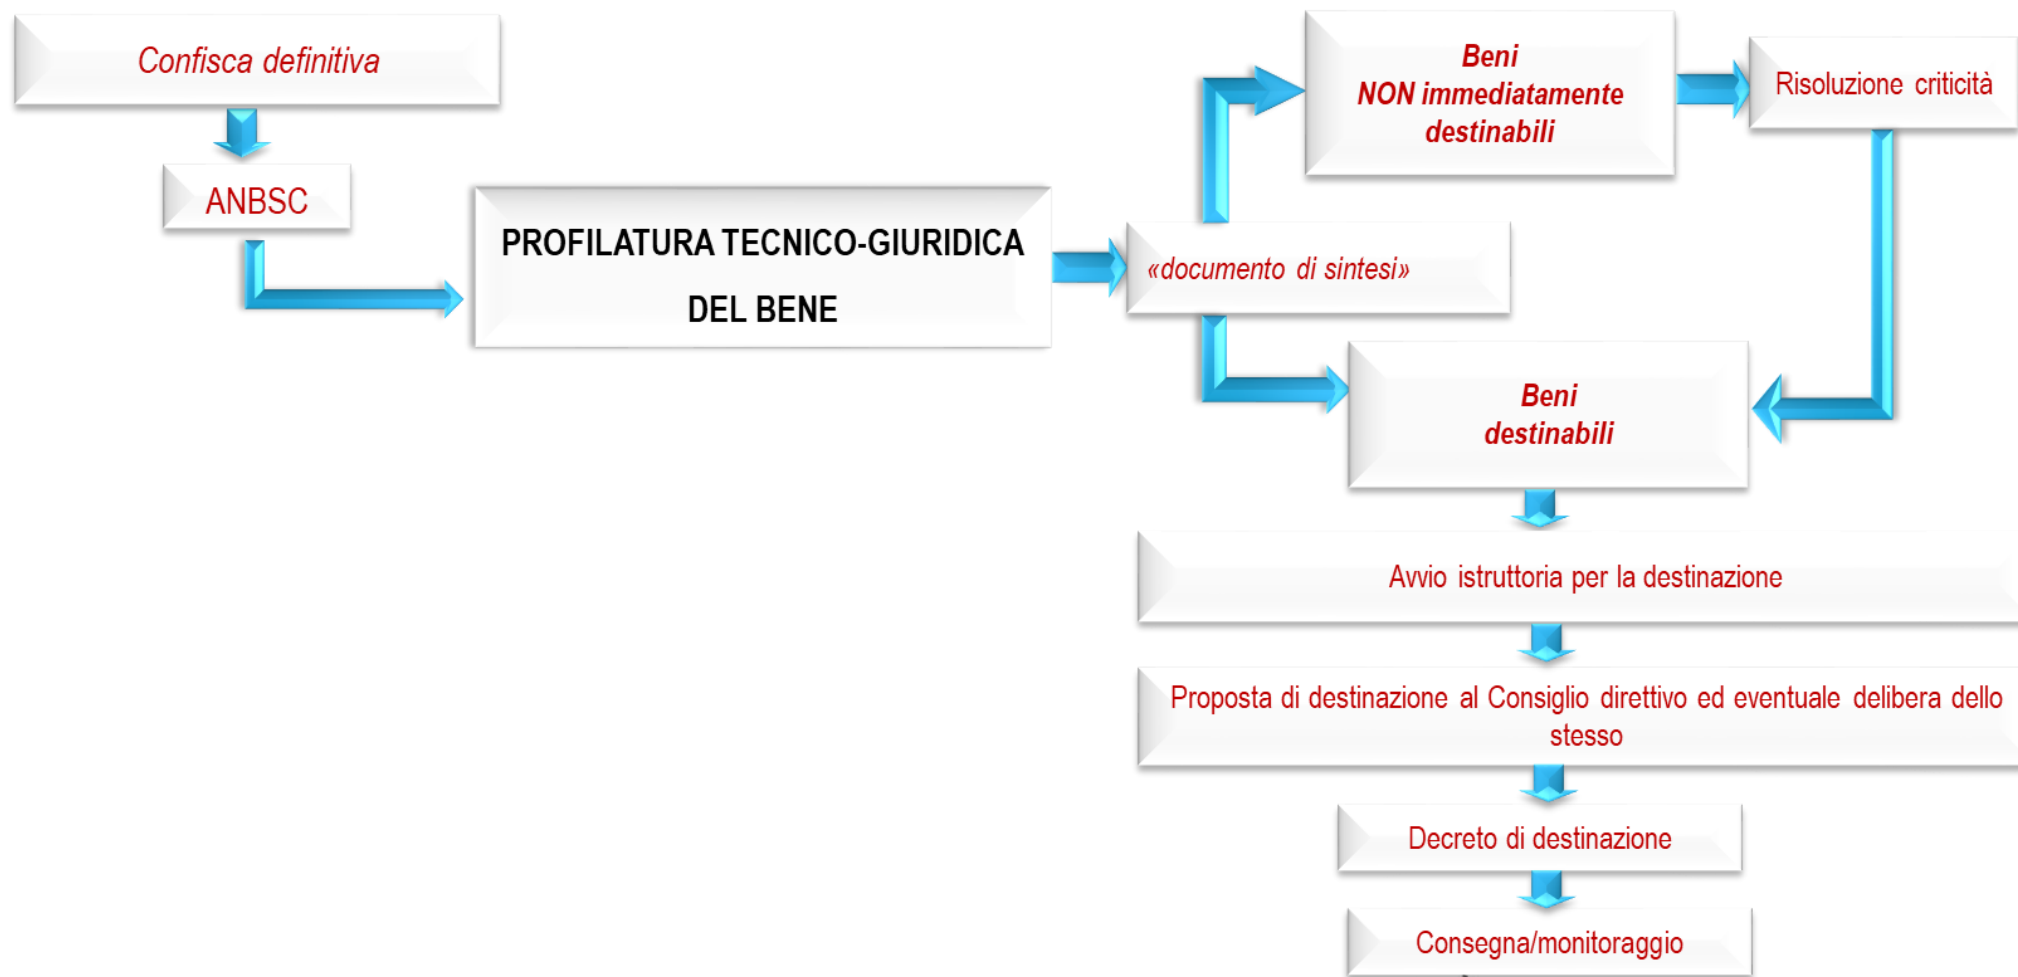 Confisca definitiva
ANBSC
PROFILATURA TECNICO-GIURIDICA
DEL BENE
«documento di sintesi»
Beni
NON immediatamente
destinabili
Risoluzione criticità
Beni
destinabili
Avvio istruttoria per la destinazione
Proposta di destinazione al Consiglio direttivo ed eventuale delibera dello
stesso
Decreto di destinazione
Consegna/monitoraggio